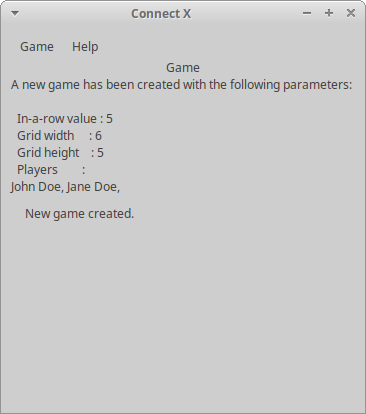 Connect X
Game Help
Game
A new game has been created with the following parameters:
In-a-row value : 5
Grid width : 6
Grid height : 5
Players :
John Doe, Jane Doe,
New game created.